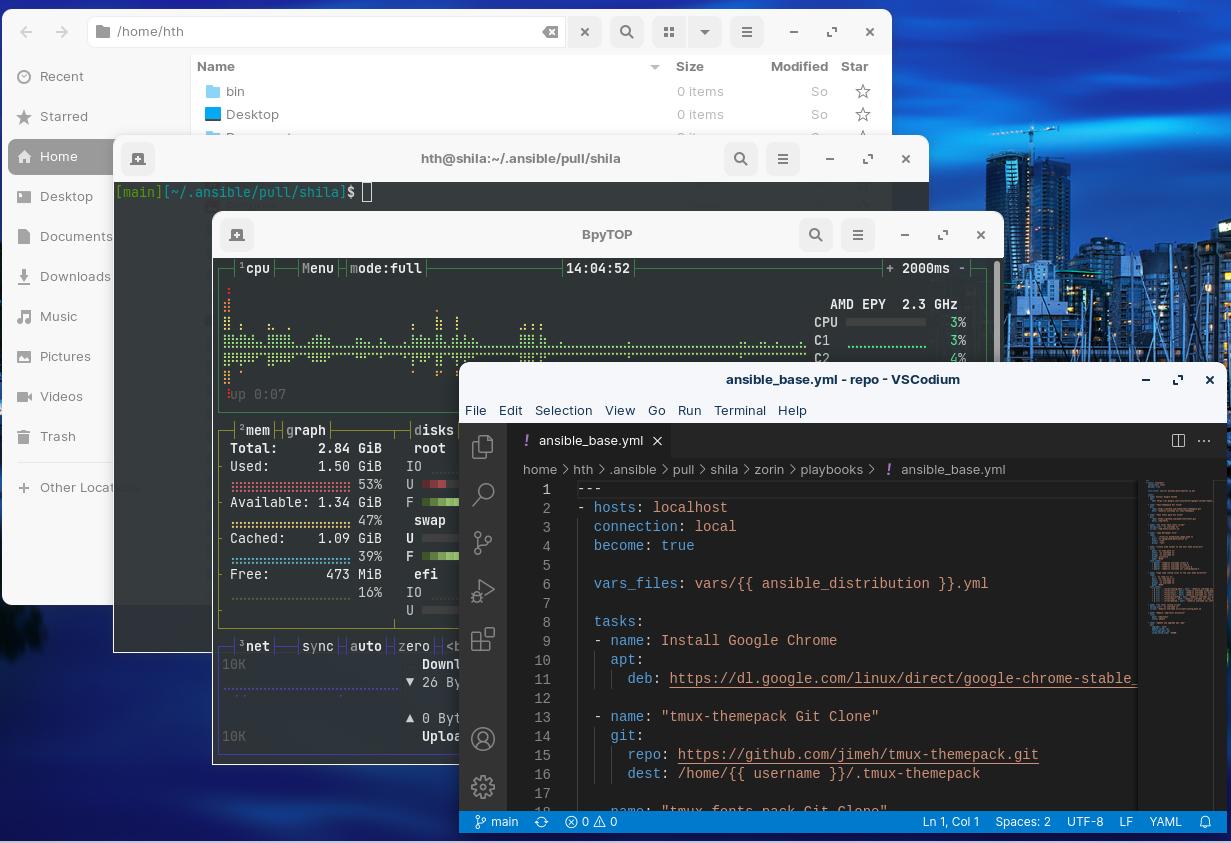 /home/hth
Recent
Starred
Home
Desktop
Documents
Downloads
Music
Pictures
Videos
Trash
Other
Name Size Modified Star
bin 0 items So
Desktop 0 items So
hth@shila:~/.ansible/pull/shila
[main][~/.ansible/pull/shila]$
BpyTOP
¹cpu Menu mode:full 14:04:52 + 2000ms -
AMD EPY 2.3 GHz
CPU 3%
C1 3%
C2 4%
up 0:07
²mem graph disks
Total: 2.84 GiB
Used: 1.50 GiB
53%
Available: 1.34 GiB
47%
Cached: 1.09 GiB
39%
Free: 473 MiB
16%
root
IO
U
F
swap
U
F
efi
IO
U
³net sync auto zero <b
10K
Downl
▼ 26 By
▲ 0 Byt
10K
Uploa
ansible_base.yml - repo - VSCodium
File Edit Selection View Go Run Terminal Help
! ansible_base.yml
home > hth > .ansible > pull > shila > zorin > playbooks > ! ansible_base.yml
1 ---
2 - hosts: localhost
3 connection: local
4 become: true
5
6 vars_files: vars/{{ ansible_distribution }}.yml
7
8 tasks:
9 - name: Install Google Chrome
10 apt:
11 deb: https://dl.google.com/linux/direct/google-chrome-stable_
12
13 - name: "tmux-themepack Git Clone"
14 git:
15 repo: https://github.com/jimeh/tmux-themepack.git
16 dest: /home/{{ username }}/.tmux-themepack
17
18 - name: "tmux-fonts-pack Git Clone"
main 0 0 Ln 1, Col 1 Spaces: 2 UTF-8 LF YAML